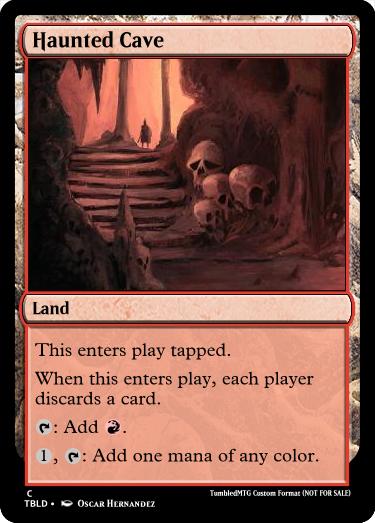 Haunted Cave
Land
This enters play tapped.
When this enters play, each player
discards a card.
: Add .
1, : Add one mana of any color.
C
TBLD • Oscar Hernandez
TumbledMTG Custom Format (NOT FOR SALE)